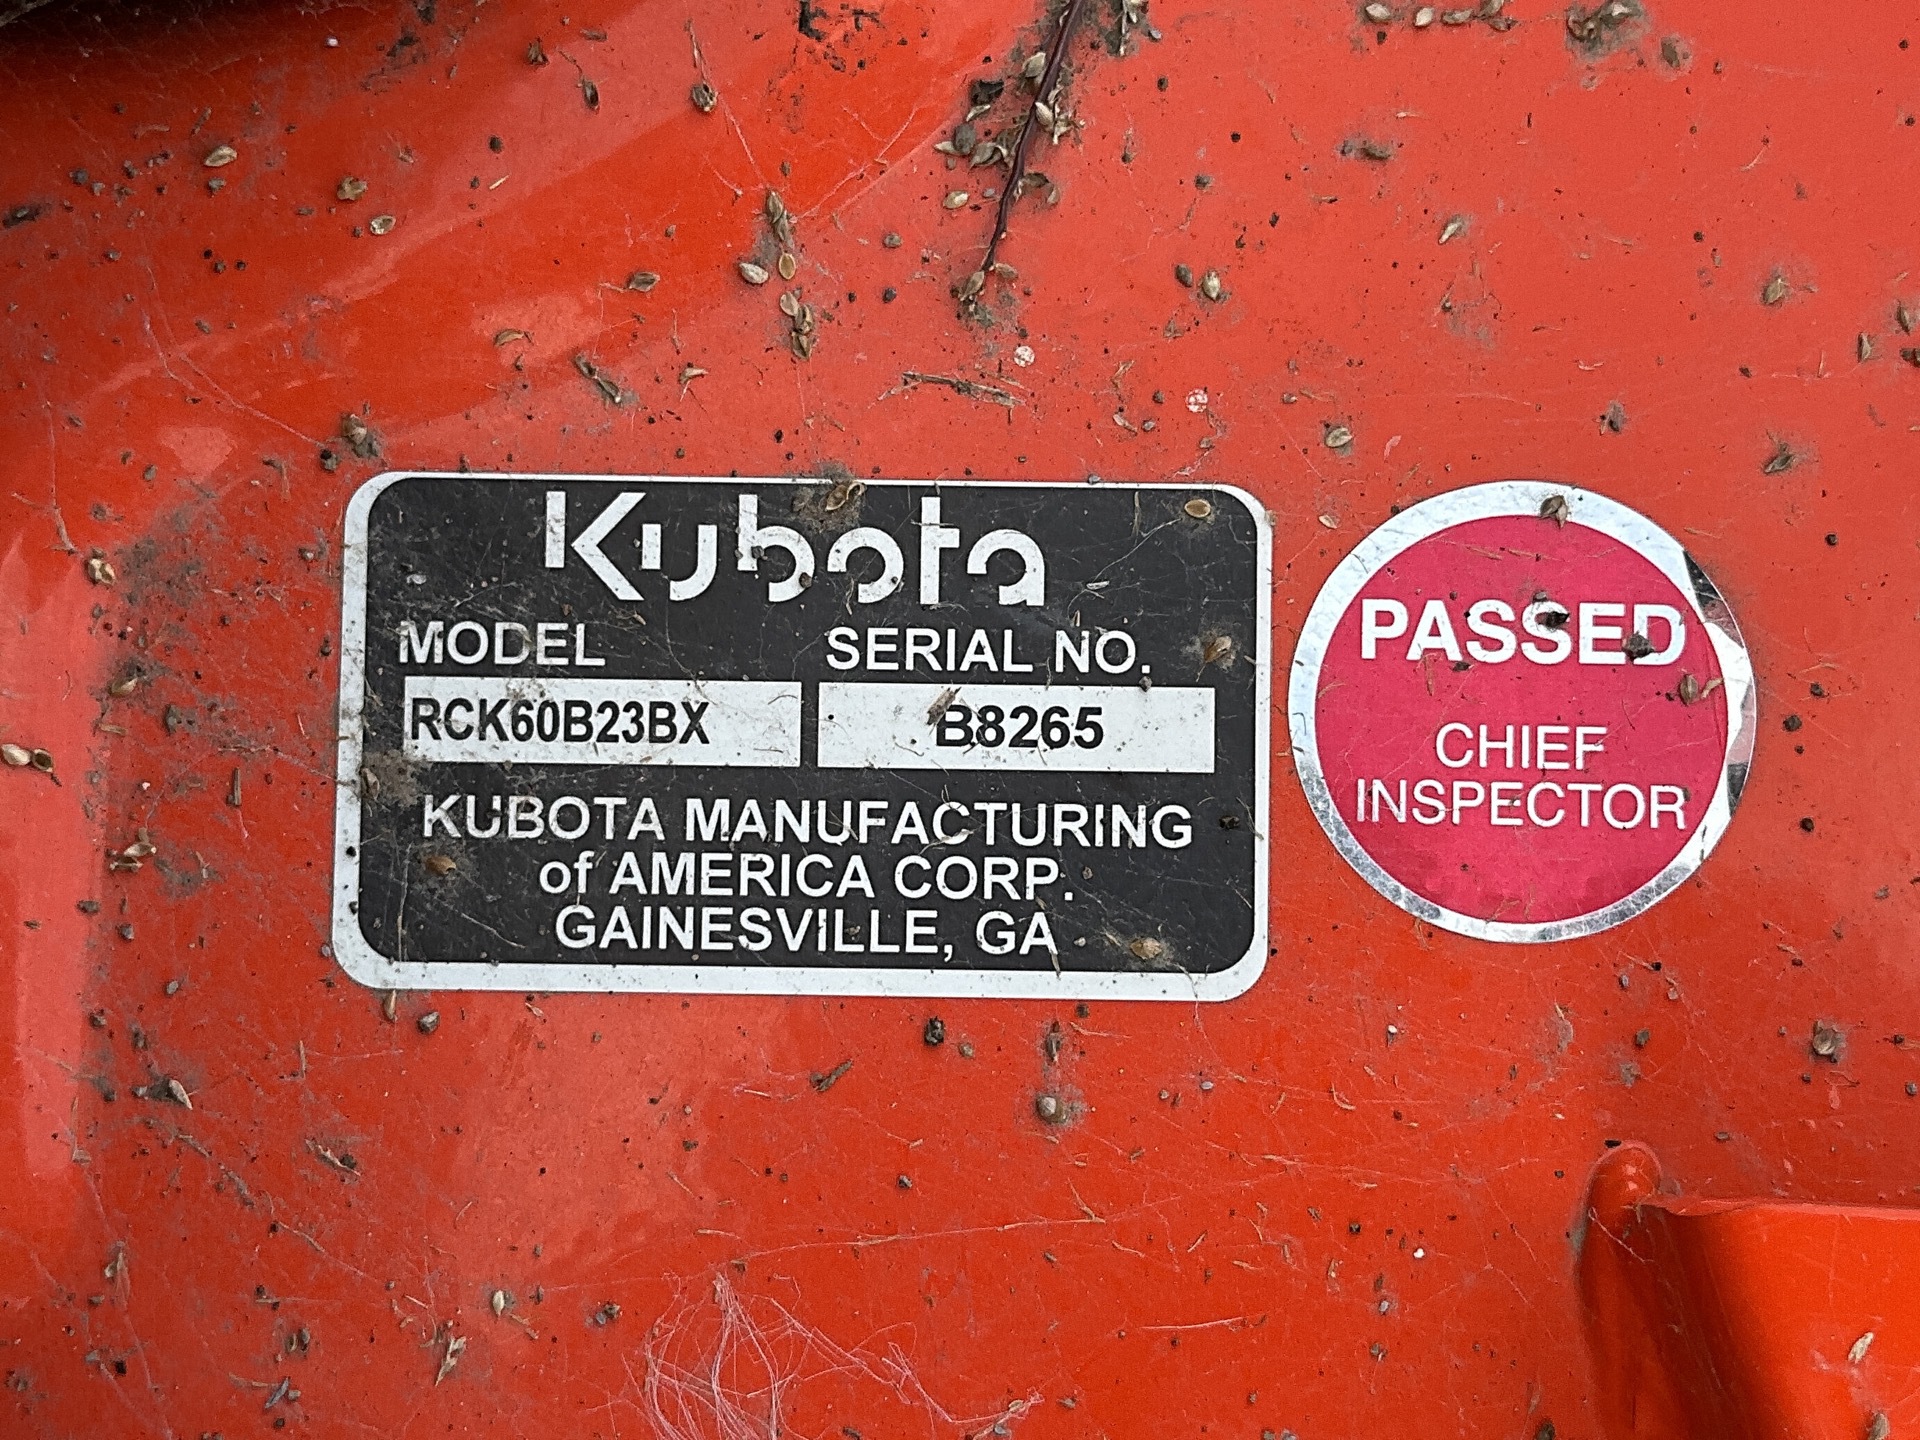 Kubota
MODEL SERIAL NO.
RCK60B23BX B8265
KUBOTA MANUFACTURING
of AMERICA CORP.
GAINESVILLE, GA
PASSED
CHIEF
INSPECTOR